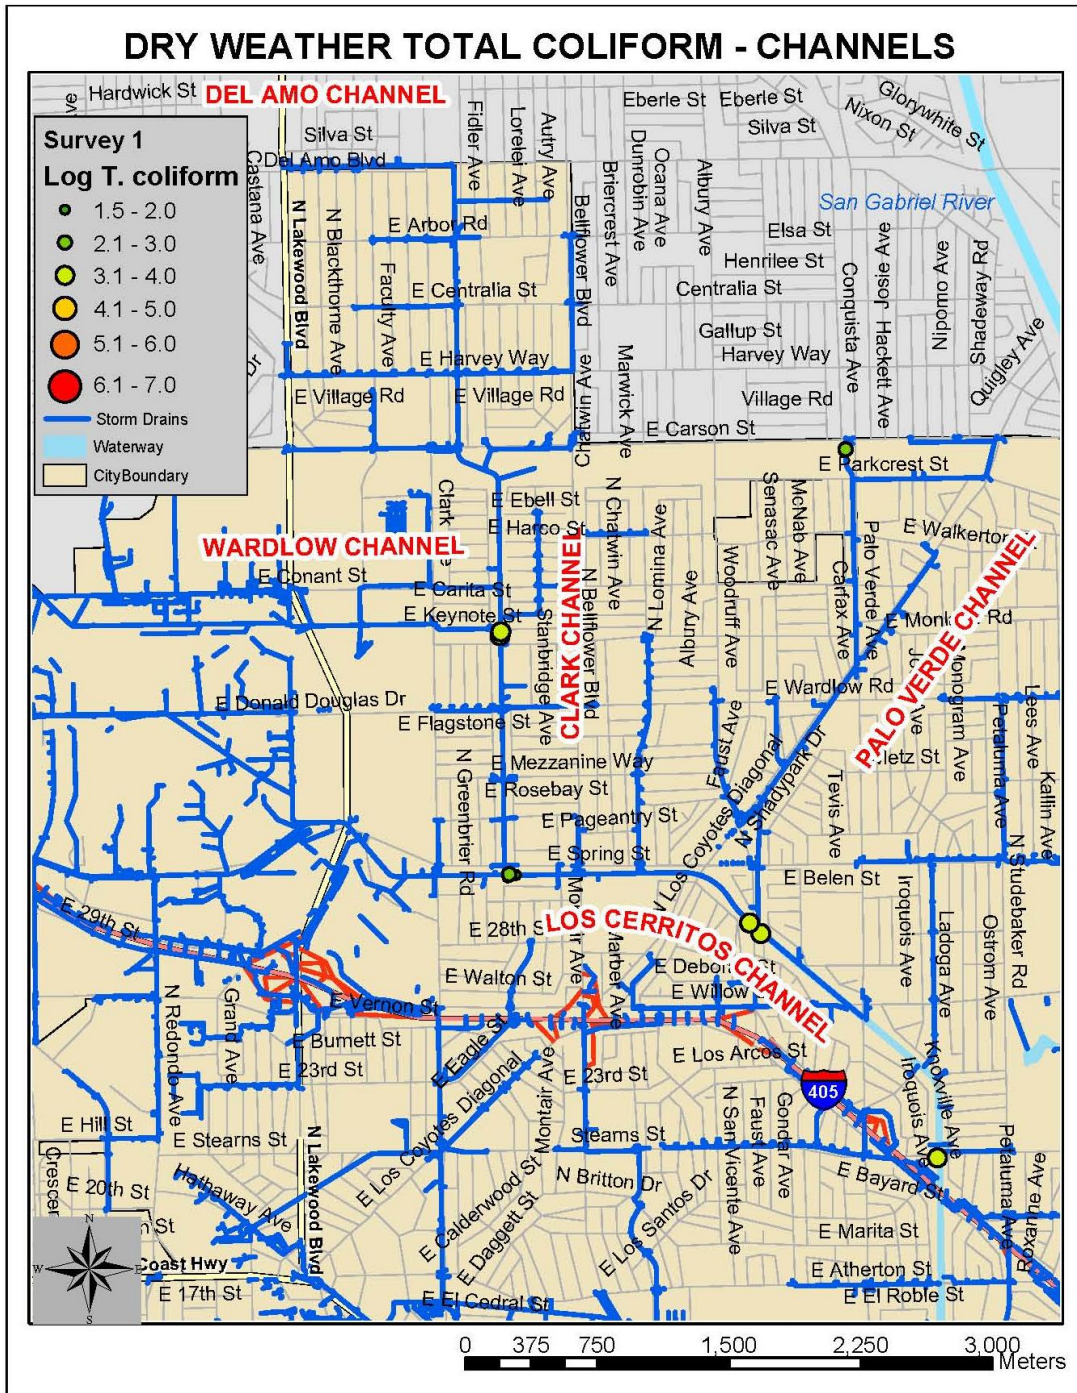 DRY WEATHER TOTAL COLIFORM - CHANNELS
Hardwick St
DEL AMO CHANNEL
Eberle St
Eberle St
Glorywhite St
Nixon St
Silva St
Silva St
Survey 1
Log T. coliform
1.5 - 2.0
2.1 - 3.0
3.1 - 4.0
4.1 - 5.0
5.1 - 6.0
6.1 - 7.0
Storm Drains
Waterway
CityBoundary
Castana Ave
Del Amo Blvd
Fidler Ave
Lorelei Ave
Autry Ave
Dunrobin Ave
Ocana Ave
Briercrest Ave
Albury Ave
San Gabriel River
N Lakewood Blvd
N Blackthorne Ave
E Arbor Rd
Bellflower Blvd
Elsa St
Henrilee St
Centralia St
Conquista Ave
Josie Ave
Hackett Ave
Nipomo Ave
Shadeway Rd
Quigley Ave
Faculty Ave
E Centralia St
Gallup St
Harvey Way
E Harvey Way
Chatwin Ave
Marwick Ave
Dr
E Village Rd
E Village Rd
Village Rd
E Carson St
E Parkcrest St
E Ebell St
E Harco St
N Chatwin Ave
N Lomina Ave
Senasac Ave
McNab Ave
E Walkerton
WARDLOW CHANNEL
CLARK CHANNEL
PALO VERDE CHANNEL
E Conant St
E Carita St
E Keynote St
Stanbridge Ave
N Bellflower Blvd
Albury Ave
Woodruff Ave
Carfax Ave
Palo Verde Ave
Rd
E Wardlow Rd
Monogram Ave
Petaluma Ave
Lees Ave
Kallin Ave
E Donald Douglas Dr
E Flagstone St
E Mezzanine Way
E Rosebay St
N Greenbrier Rd
E Pageantry St
E Spring St
Faust Ave
N Los Coyotes Diagonal
N Shadypark Dr
Tevis Ave
E Belen St
N Studebaker Rd
E 29th St
E 28th S
LOS CERRITOS CHANNEL
Iroquois Ave
Ladoga Ave
Ostrom Ave
E Walton St
Marber Ave
E Willow
N Redondo Ave
Grand Ave
E Vernon St
E Burnett St
E 23rd St
E Eagle St
E Los Coyotes Diagonal
Montair Ave
E 23rd St
E Los Arcos St
405
N San Vicente Ave
Faust Ave
Gondar Ave
Iroquois Ave
Knoxville Ave
E Hill St
E Stearns St
Stearns St
N Lakewood Blvd
Hathaway Ave
E 20th St
E Calderwood St
E Daggett St
N Britton Dr
E Los Santos Dr
E Bayard St
Petaluma Ave
Roxanne Ave
E Marita St
N
W
E
S
Coast Hwy
E 17th St
E El Cedral St
E Atherton St
E El Roble St
0 375 750 1,500 2,250 3,000
Meters